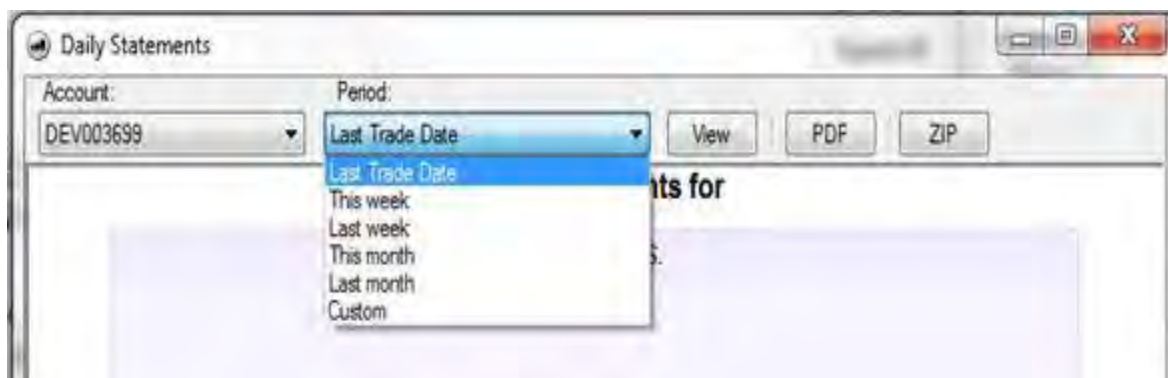 Daily Statements
Account:
Period:
DEV003699
Last Trade Date
View
PDF
ZIP
Last Trade Date
This week
Last week
This month
Last month
Custom
nts for
s.